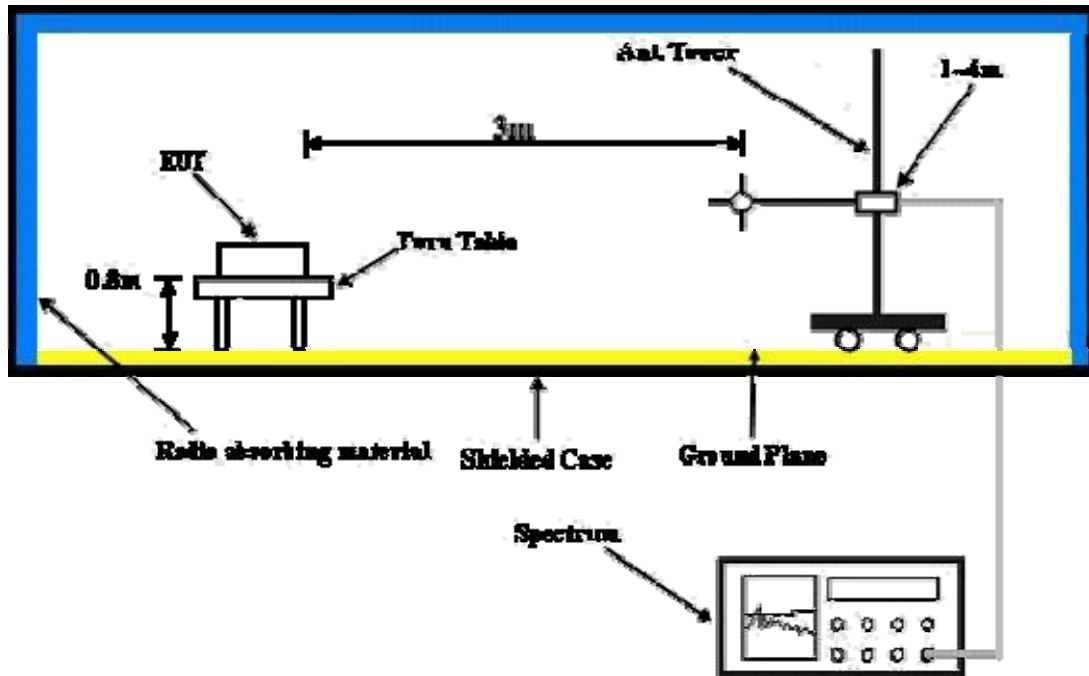 Ant. Tower
1-4m
3m
EUT
Turn Table
0.8m
Radio absorbing material
Shielded Case
Ground Plane
Spectrum